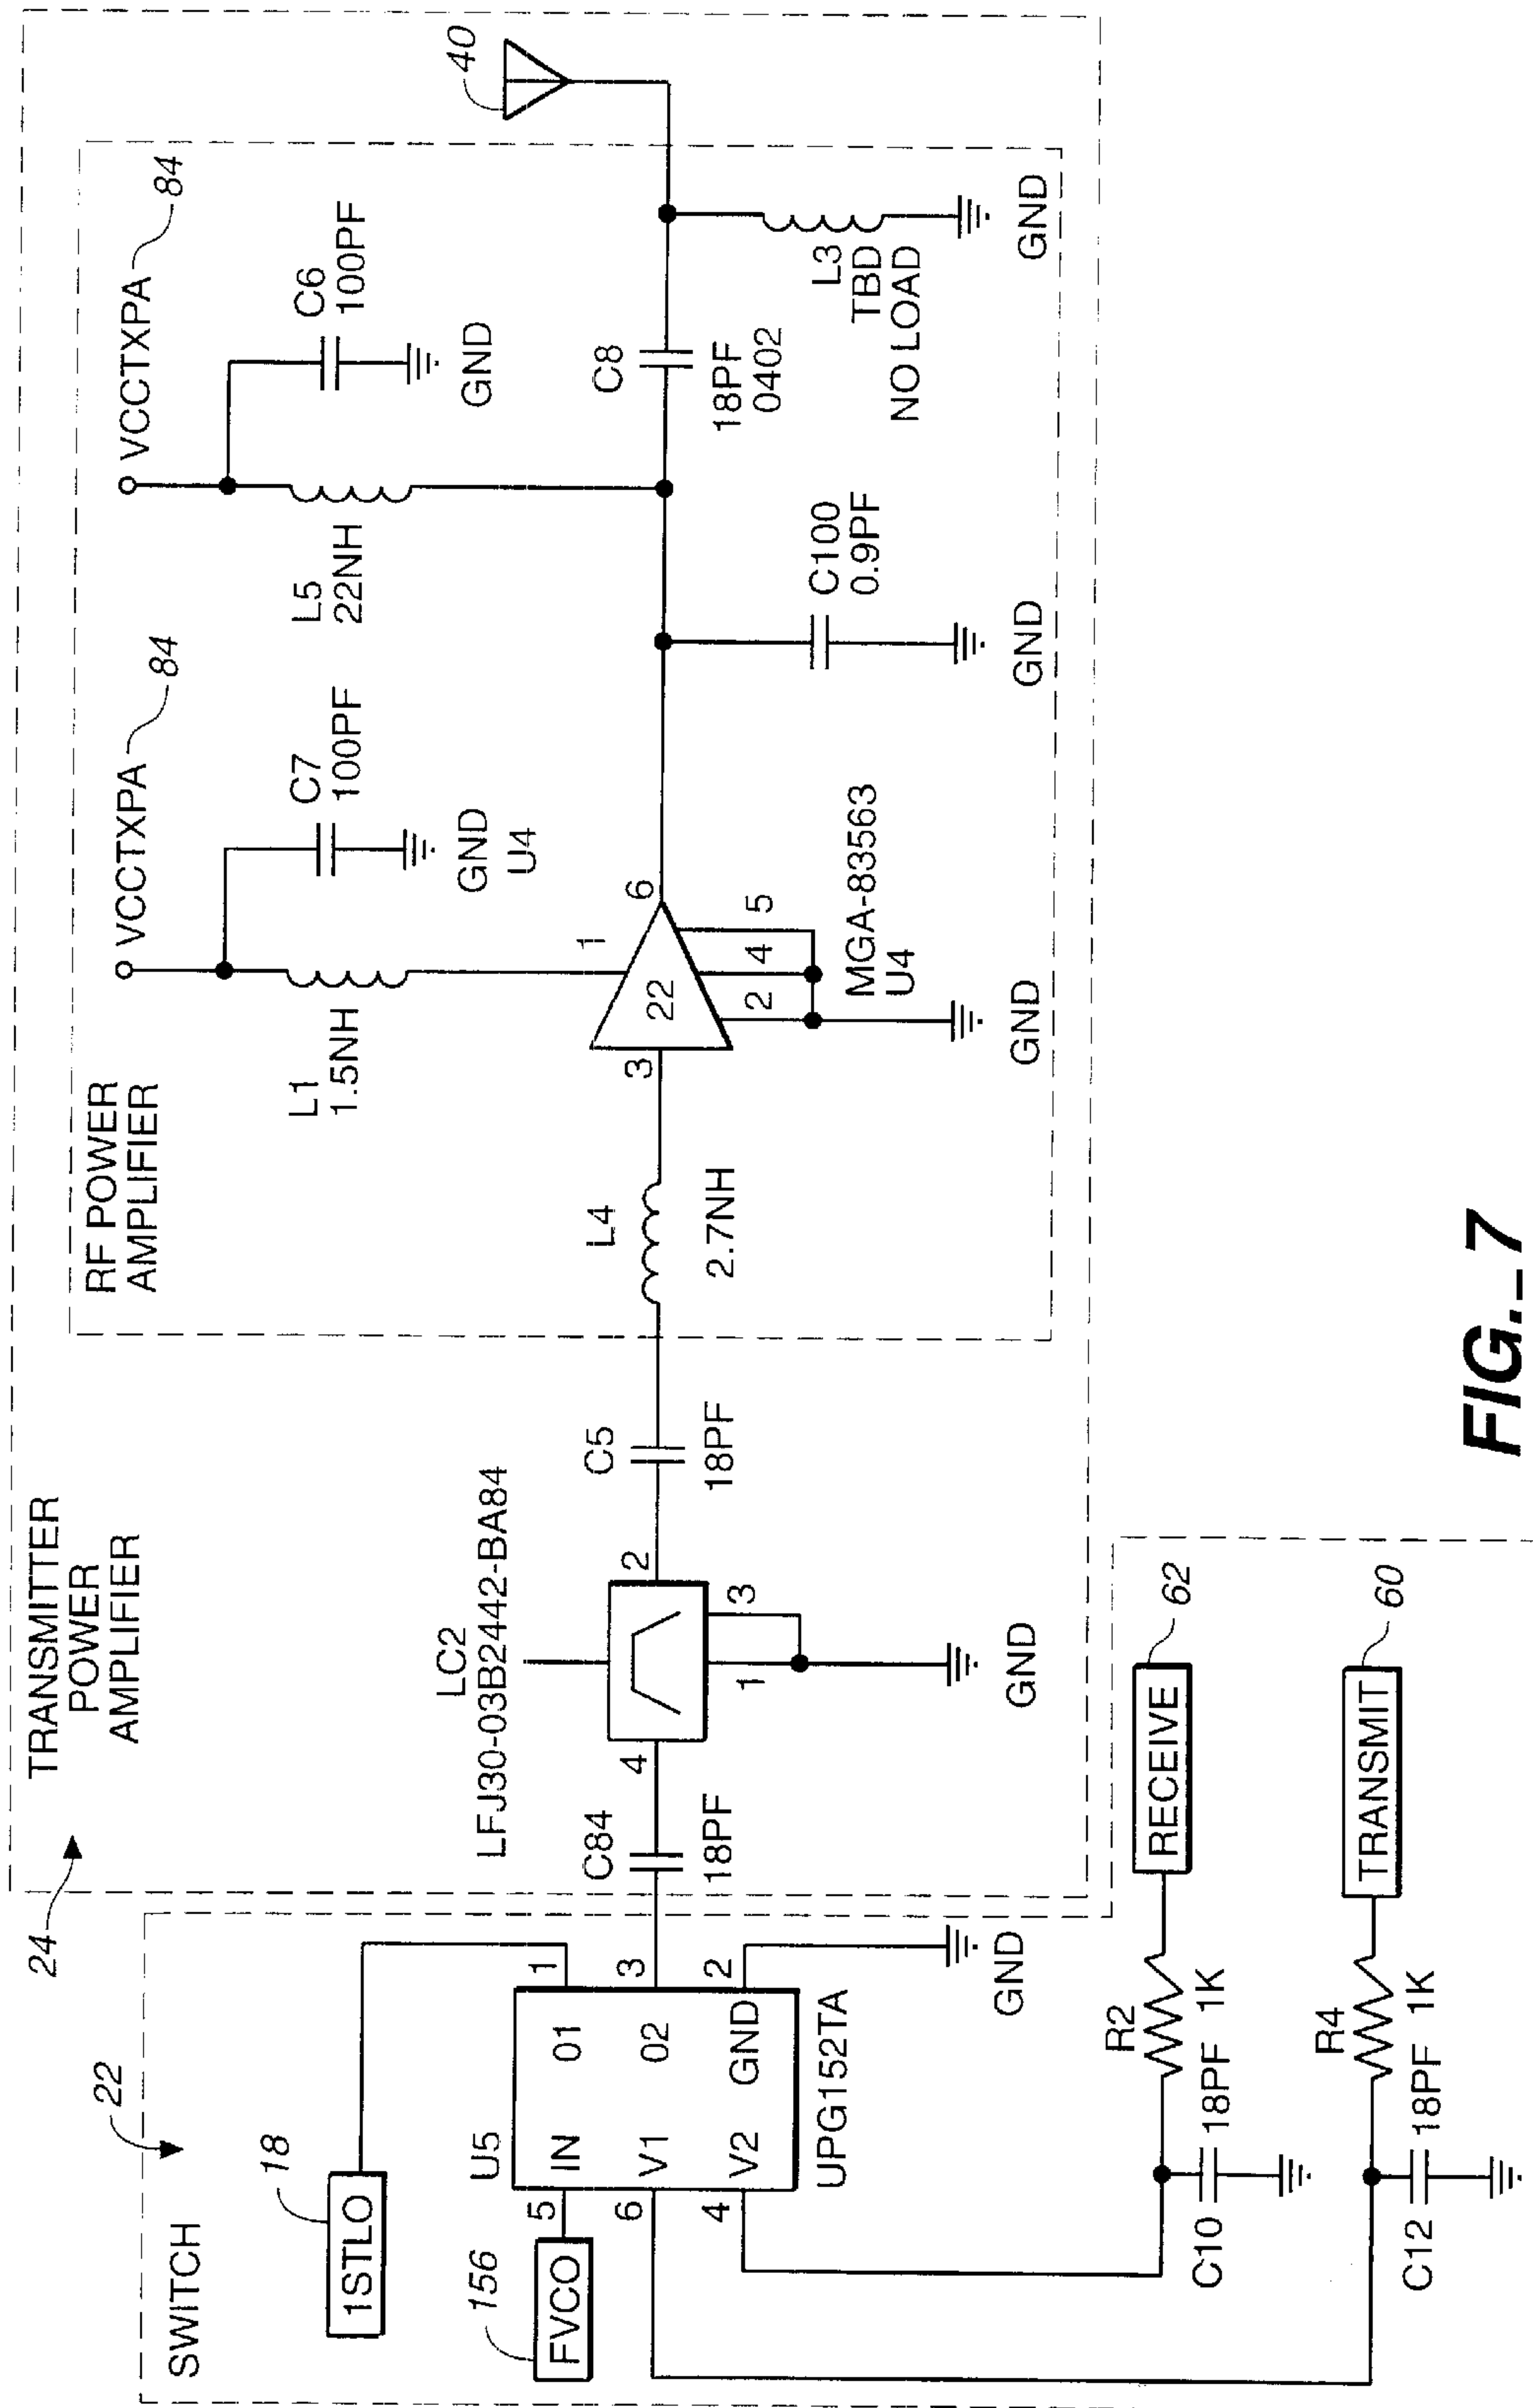 TRANSMITTER
POWER
AMPLIFIER
24
RF POWER
AMPLIFIER
VCCTXPA
84
C7
100PF
GND
U4
L1
1.5NH
VCCTXPA
84
C6
100PF
GND
L5
22NH
40
SWITCH
22
1STLO
18
FVCO
156
U5
IN
V1
V2
01
02
GND
5
6
4
1
3
2
UPG152TA
GND
C84
18PF
LC2
LFJ30-03B2442-BA84
4
2
1
3
GND
C5
18PF
L4
2.7NH
3
22
1
6
2
4
5
MGA-83563
U4
GND
C100
0.9PF
GND
C8
18PF
0402
L3
TBD
NO LOAD
GND
R2
1K
C10
18PF
RECEIVE
62
R4
1K
C12
18PF
TRANSMIT
60
FIG._7